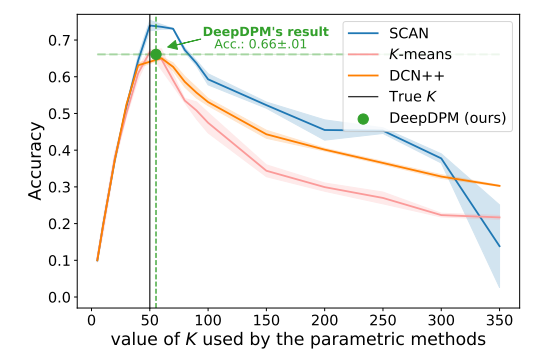 DeepDPM's result
Acc.: 0.66±.01
SCAN
K-means
DCN++
True K
DeepDPM (ours)
Accuracy
0.7
0.6
0.5
0.4
0.3
0.2
0.1
0.0
0 50 100 150 200 250 300 350
value of K used by the parametric methods